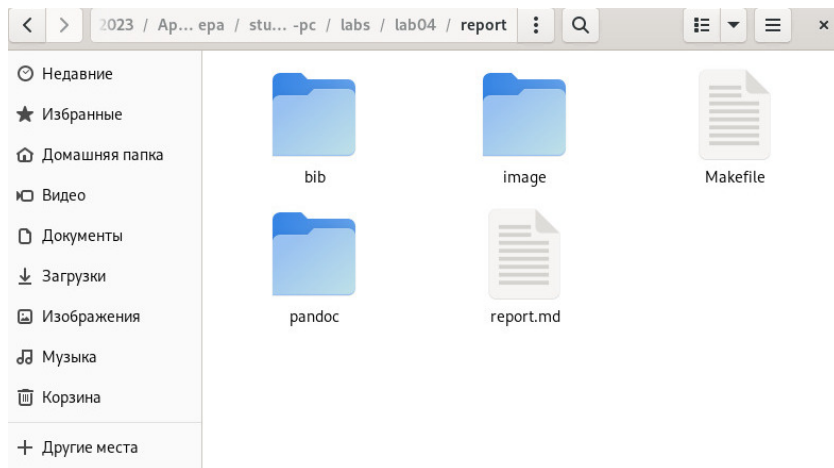 2023 / Ap... ера / stu... -pc / labs / lab04 / report
Недавние
Избранные
Домашняя папка
Видео
Документы
Загрузки
Изображения
Музыка
Корзина
Другие места
bib
image
Makefile
pandoc
report.md